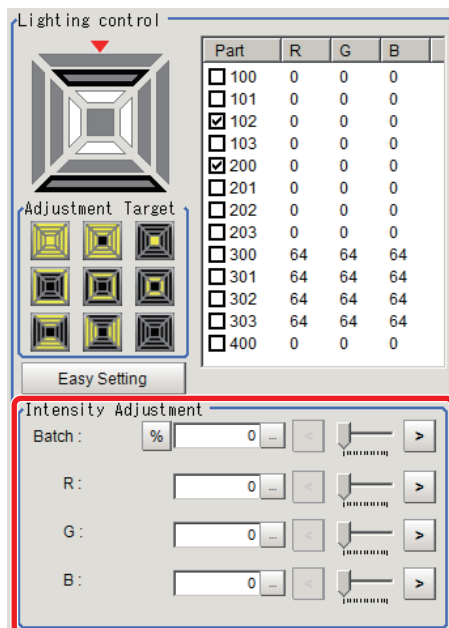 Lighting control
Part R G B
100 0 0 0
101 0 0 0
102 0 0 0
103 0 0 0
200 0 0 0
201 0 0 0
202 0 0 0
203 0 0 0
300 64 64 64
301 64 64 64
302 64 64 64
303 64 64 64
400 0 0 0
Adjustment Target
Easy Setting
Intensity Adjustment
Batch : % 0 ... < >
R : 0 ... < >
G : 0 ... < >
B : 0 ... < >